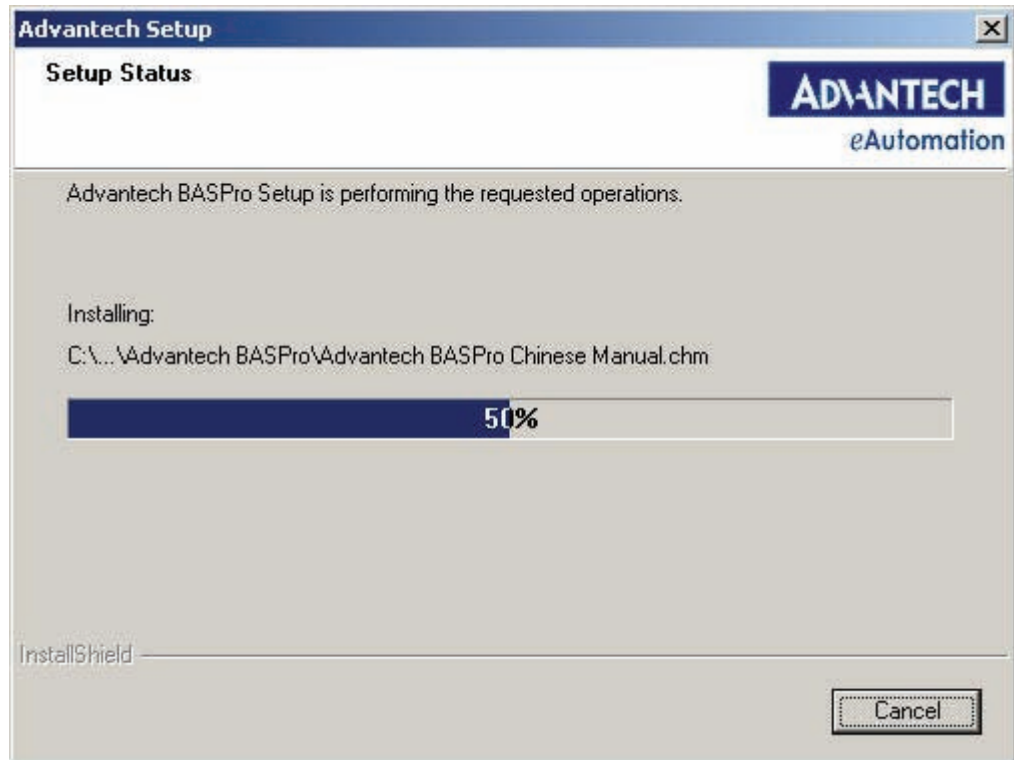 Advantech Setup
Setup Status
ADVANTECH
eAutomation
Advantech BASPro Setup is performing the requested operations.
Installing:
C:\...\Advantech BASPro\Advantech BASPro Chinese Manual.chm
50%
InstallShield
Cancel